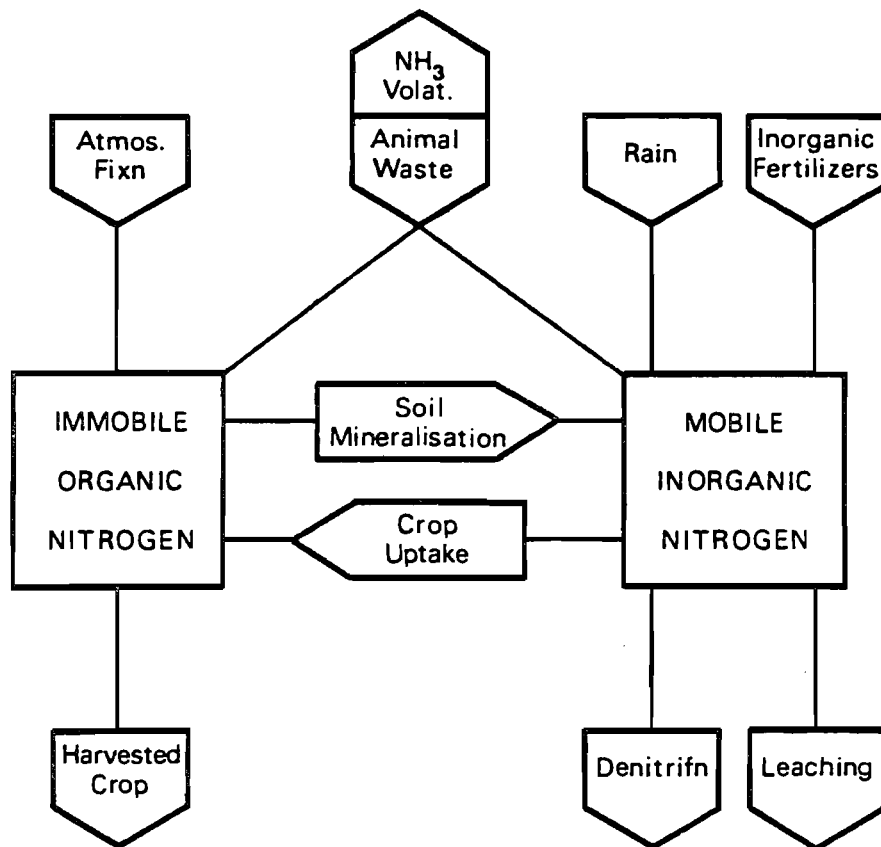 NH3
Volat.
Animal
Waste
Atmos.
Fixn
Rain
Inorganic
Fertilizers
IMMOBILE
ORGANIC
NITROGEN
Soil
Mineralisation
Crop
Uptake
MOBILE
INORGANIC
NITROGEN
Harvested
Crop
Denitrifn
Leaching